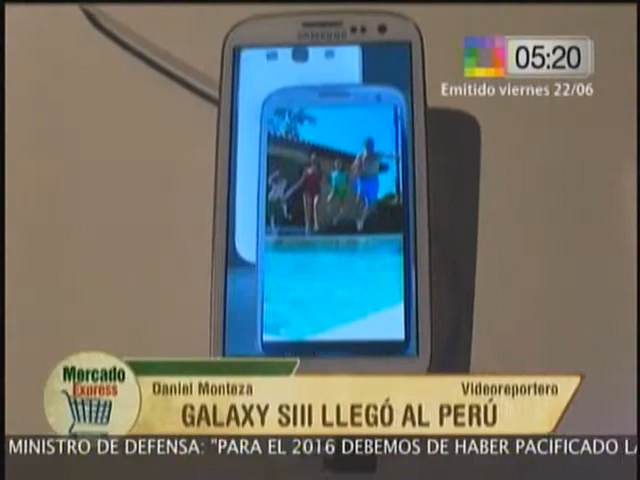 SAMSUNG
05:20
Emitido viernes 22/06
Mercado
Express
Daniel Monteza
Videoreportero
GALAXY SIII LLEGÓ AL PERÚ
MINISTRO DE DEFENSA: "PARA EL 2016 DEBEMOS DE HABER PACIFICADO LA